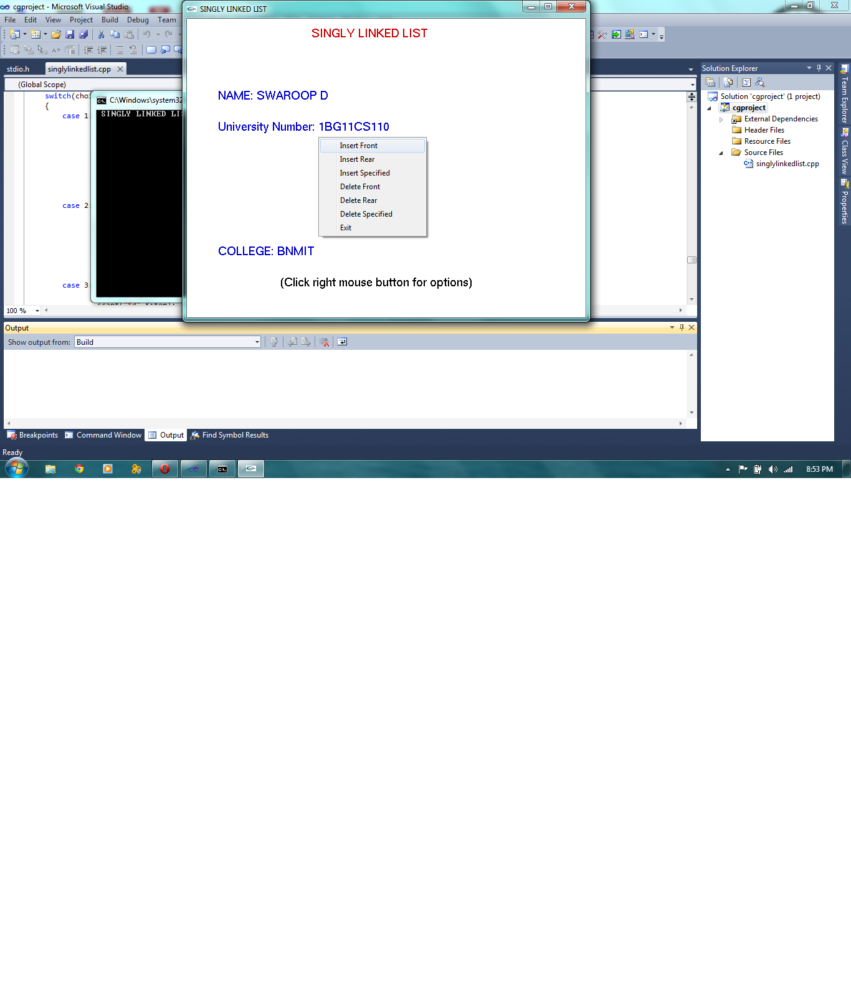 cgproject - Microsoft Visual Studio
File Edit View Project Build Debug Team
stdio.h singlylinkedlist.cpp
(Global Scope)
switch(choi
{
case 1:
case 2:
case 3:
scanf("%d",&item);
100 %
C:\Windows\system32
SINGLY LINKED LIS
SINGLY LINKED LIST
SINGLY LINKED LIST
NAME: SWAROOP D
University Number: 1BG11CS110
Insert Front
Insert Rear
Insert Specified
Delete Front
Delete Rear
Delete Specified
Exit
COLLEGE: BNMIT
(Click right mouse button for options)
Solution Explorer
Solution 'cgproject' (1 project)
cgproject
External Dependencies
Header Files
Resource Files
Source Files
singlylinkedlist.cpp
Team Explorer
Class View
Properties
Output
Show output from: Build
Breakpoints Command Window Output Find Symbol Results
Ready
8:53 PM